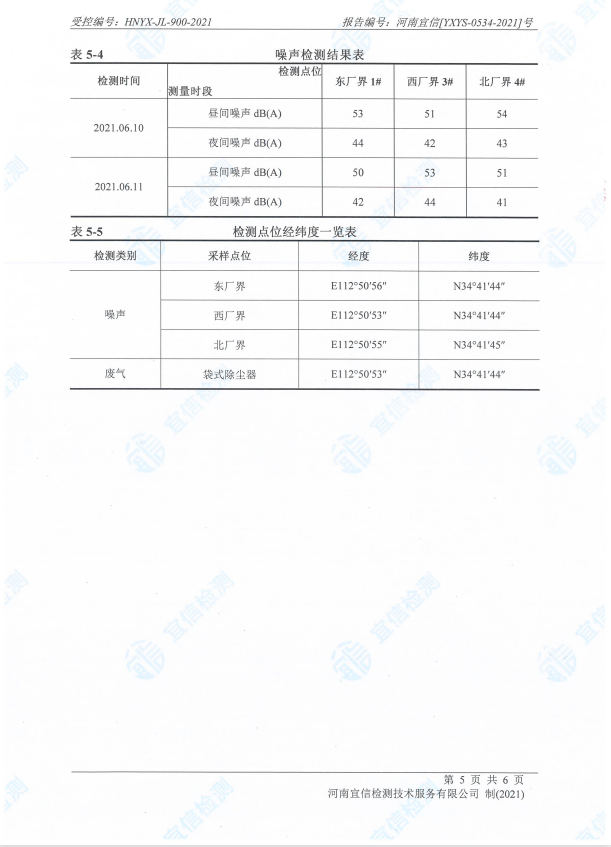 受控编号：HNYX-JL-900-2021 报告编号：河南宜信[YXYS-0534-2021]号
表 5-4 噪声检测结果表
检测时间 检测点位 测量时段 东厂界 1# 西厂界 3# 北厂界 4#
2021.06.10 昼间噪声 dB(A) 53 51 54
夜间噪声 dB(A) 44 42 43
2021.06.11 昼间噪声 dB(A) 50 53 51
夜间噪声 dB(A) 42 44 41
表 5-5 检测点位经纬度一览表
检测类别 采样点位 经度 纬度
噪声 东厂界 E112°50′56″ N34°41′44″
西厂界 E112°50′53″ N34°41′44″
北厂界 E112°50′55″ N34°41′45″
废气 袋式除尘器 E112°50′53″ N34°41′44″
第 5 页 共 6 页
河南宜信检测技术服务有限公司 制(2021)
宜信检测